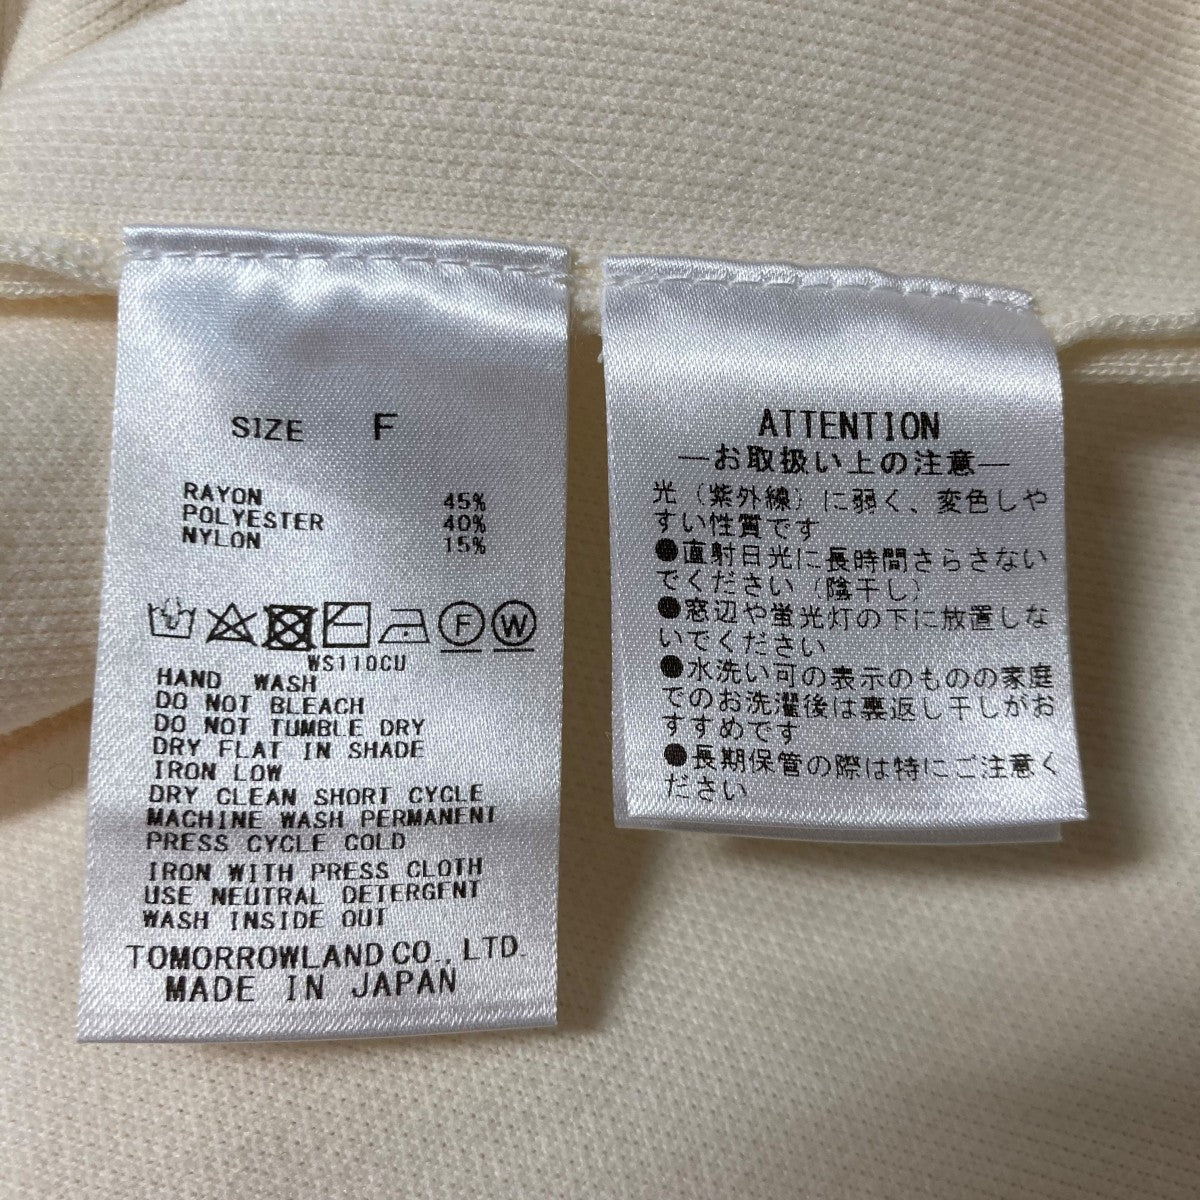 SIZE F
RAYON 45%
POLYESTER 40%
NYLON 15%
F W
WS110CU
HAND WASH
DO NOT BLEACH
DO NOT TUMBLE DRY
DRY FLAT IN SHADE
IRON LOW
DRY CLEAN SHORT CYCLE
MACHINE WASH PERMANENT
PRESS CYCLE COLD
IRON WITH PRESS CLOTH
USE NEUTRAL DETERGENT
WASH INSIDE OUT
TOMORROWLAND CO., LTD.
MADE IN JAPAN
ATTENTION
―お取扱い上の注意―
光（紫外線）に弱く、変色しや
すい性質です
●直射日光に長時間さらさない
でください（陰干し）
●窓辺や蛍光灯の下に放置しな
いでください
●水洗い可の表示のものの家庭
でのお洗濯後は裏返し干しがお
すすめです
●長期保管の際は特にご注意く
ださい